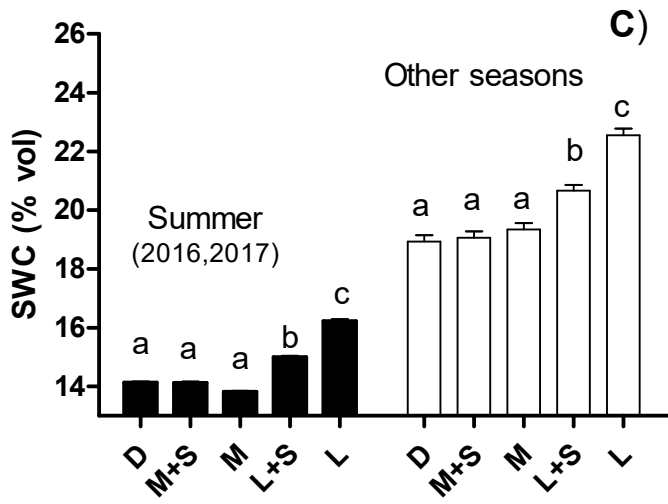 C)
Other seasons
Summer
(2016,2017)
SWC (% vol)
26
24
22
20
18
16
14
a a a b c
a a a b c
D M+S M L+S L
D M+S M L+S L